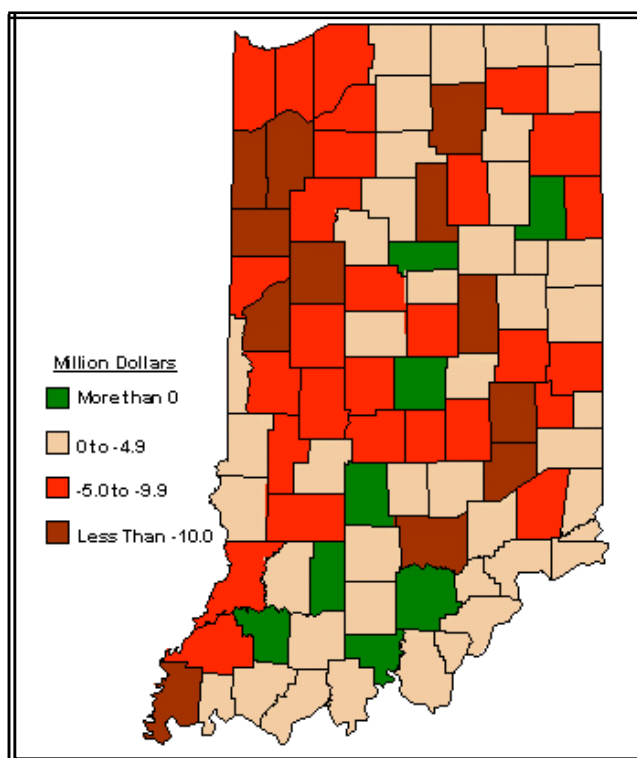 Million Dollars
More than 0
0 to -4.9
-5.0 to -9.9
Less Than -10.0